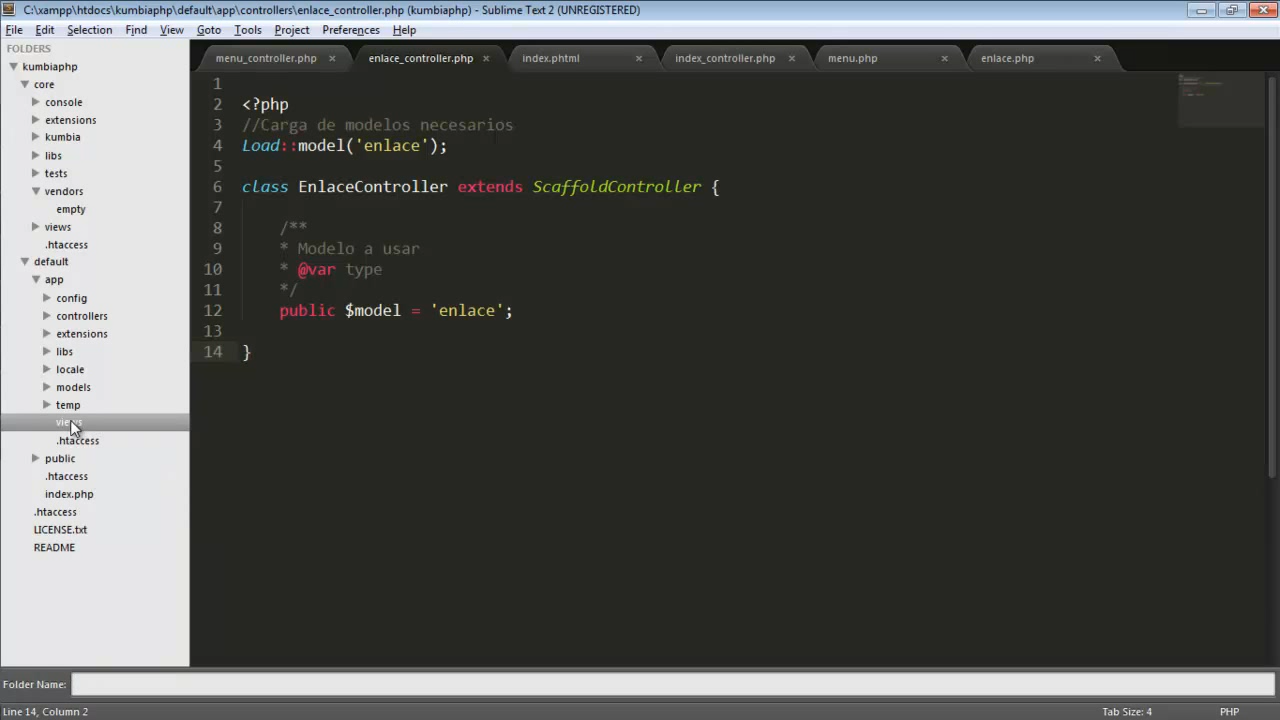 C:\xampp\htdocs\kumbiaphp\default\app\controllers\enlace_controller.php (kumbiaphp) - Sublime Text 2 (UNREGISTERED)
File Edit Selection Find View Goto Tools Project Preferences Help
FOLDERS
kumbiaphp
core
console
extensions
kumbia
libs
tests
vendors
empty
views
.htaccess
default
app
config
controllers
extensions
libs
locale
models
temp
views
.htaccess
public
.htaccess
index.php
.htaccess
LICENSE.txt
README
menu_controller.php × enlace_controller.php × index.phtml × index_controller.php × menu.php × enlace.php ×
1
2 <?php
3 //Carga de modelos necesarios
4 Load::model('enlace');
5
6 class EnlaceController extends ScaffoldController {
7
8 /**
9 * Modelo a usar
10 * @var type
11 */
12 public $model = 'enlace';
13
14 }
Folder Name:
Line 14, Column 2 Tab Size: 4 PHP